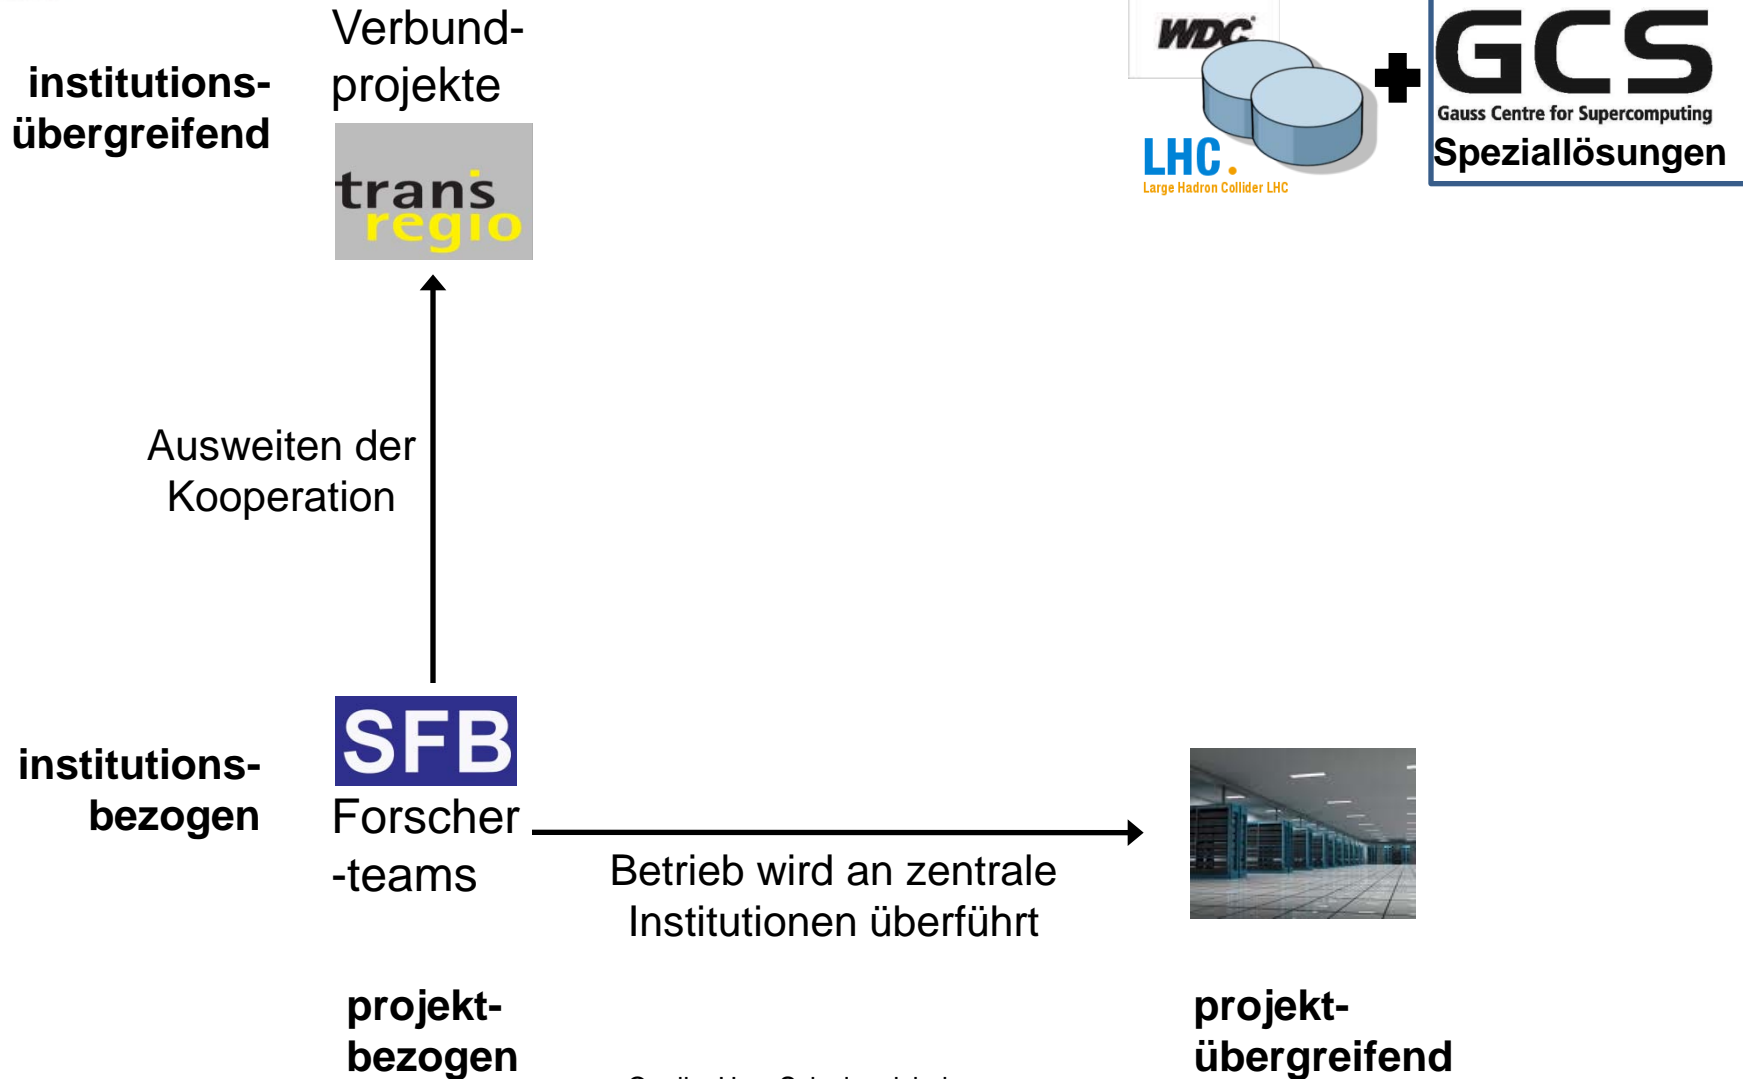 Verbund-
projekte
institutions-
übergreifend
trans
regio
WDC
LHC.
Large Hadron Collider LHC
GCS
Gauss Centre for Supercomputing
Speziallösungen
Ausweiten der
Kooperation
SFB
institutions-
bezogen
Forscher
-teams
Betrieb wird an zentrale
Institutionen überführt
projekt-
bezogen
projekt-
übergreifend